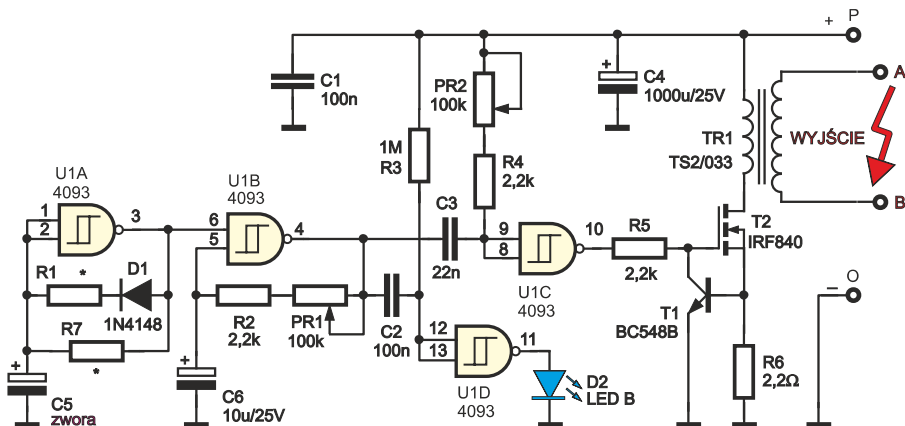 + P
C1
100n
PR2
100k
+
C4
1000u/25V
A
TR1
TS2/033
WYJŚCIE
B
1M
R3
R4
2,2k
U1A
4093
1
2
3
U1B
4093
6
5
4
C3
22n
9
8
10
U1C
4093
R5
2,2k
T2
IRF840
R1
*
D1
1N4148
R7
*
R2
2,2k
PR1
100k
C2
100n
12
13
11
U1D
4093
T1
BC548B
− O
+
C5
zwora
+
C6
10u/25V
D2
LED B
R6
2,2Ω